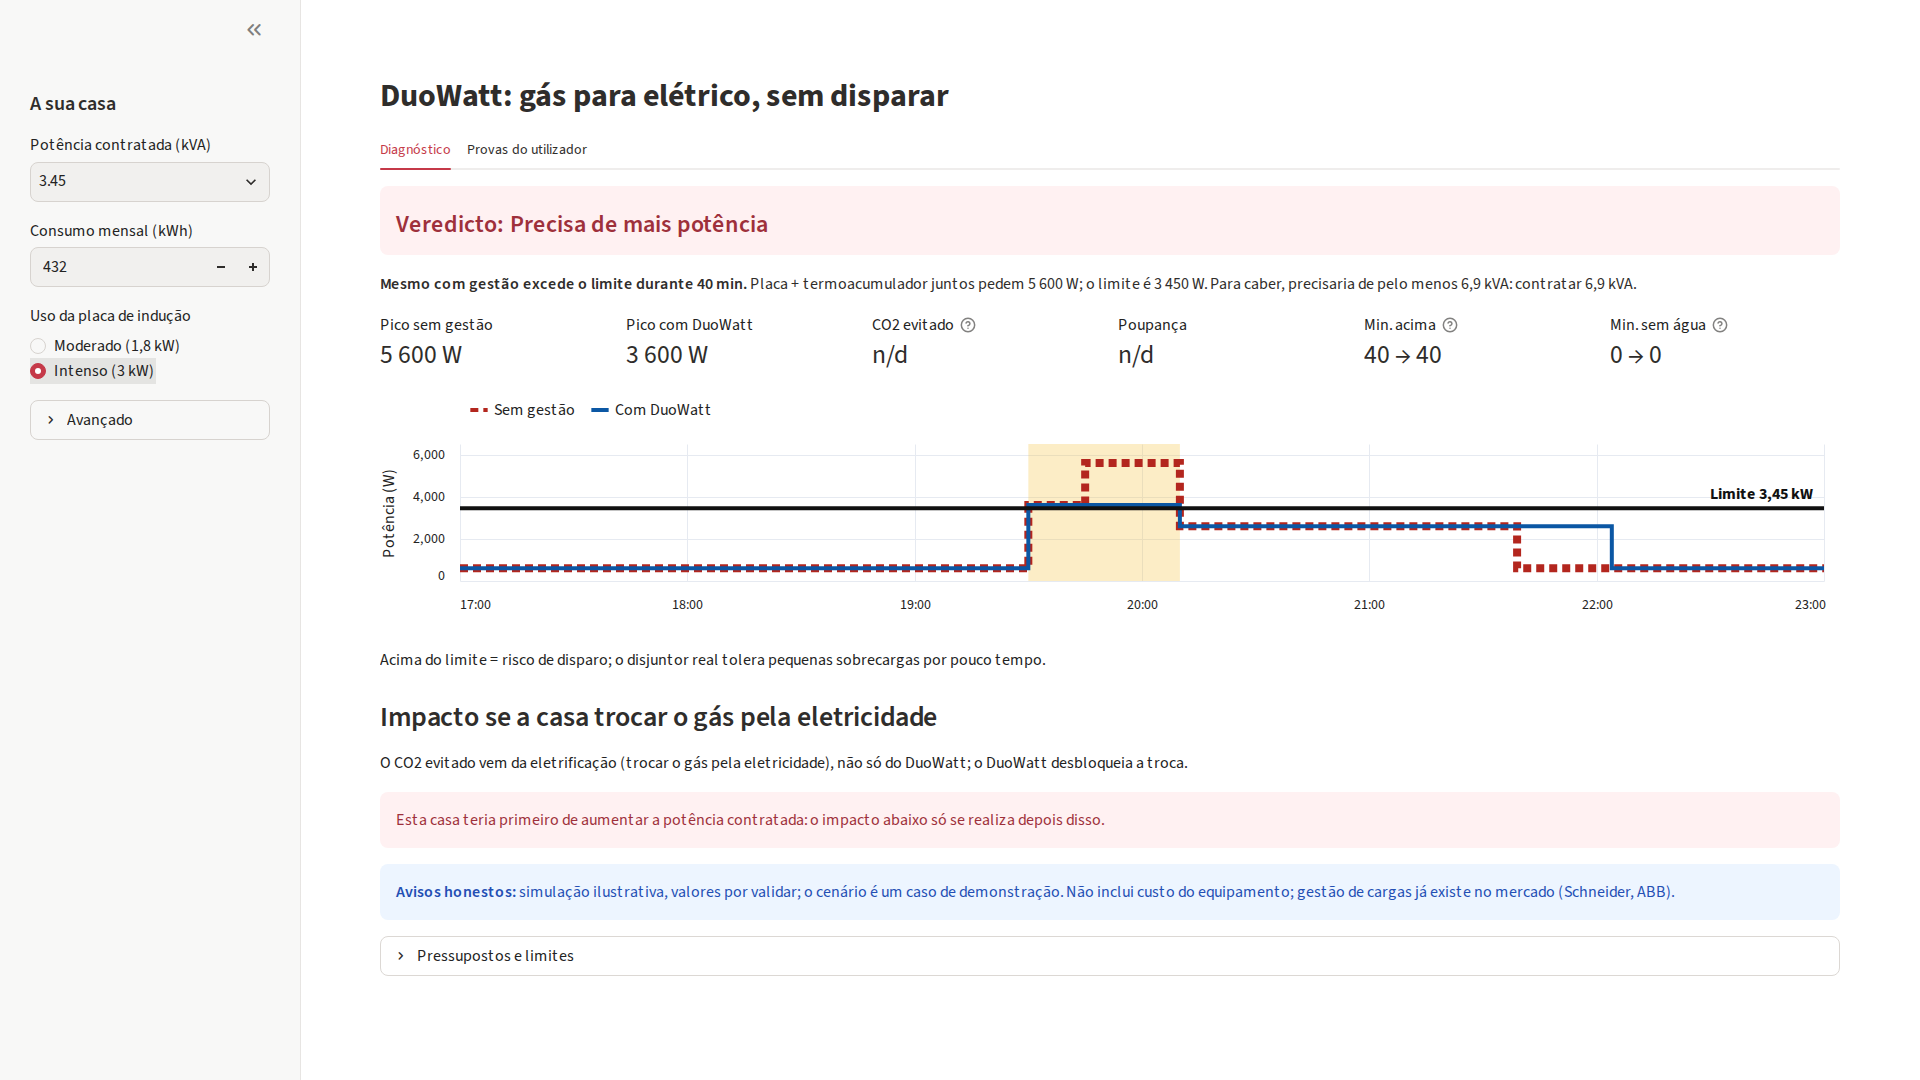 A sua casa
Potência contratada (kVA)
3.45
Consumo mensal (kWh)
432
Uso da placa de indução
Moderado (1,8 kW)
Intenso (3 kW)
Avançado
DuoWatt: gás para elétrico, sem disparar
Diagnóstico Provas do utilizador
Veredicto: Precisa de mais potência
Mesmo com gestão excede o limite durante 40 min. Placa + termoacumulador juntos pedem 5 600 W; o limite é 3 450 W. Para caber, precisaria de pelo menos 6,9 kVA: contratar 6,9 kVA.
Pico sem gestão
5 600 W
Pico com DuoWatt
3 600 W
CO2 evitado
n/d
Poupança
n/d
Min. acima
40 → 40
Min. sem água
0 → 0
Sem gestão Com DuoWatt
Potência (W)
6,000
4,000
2,000
0
Limite 3,45 kW
17:00 18:00 19:00 20:00 21:00 22:00 23:00
Acima do limite = risco de disparo; o disjuntor real tolera pequenas sobrecargas por pouco tempo.
Impacto se a casa trocar o gás pela eletricidade
O CO2 evitado vem da eletrificação (trocar o gás pela eletricidade), não só do DuoWatt; o DuoWatt desbloqueia a troca.
Esta casa teria primeiro de aumentar a potência contratada: o impacto abaixo só se realiza depois disso.
Avisos honestos: simulação ilustrativa, valores por validar; o cenário é um caso de demonstração. Não inclui custo do equipamento; gestão de cargas já existe no mercado (Schneider, ABB).
Pressupostos e limites